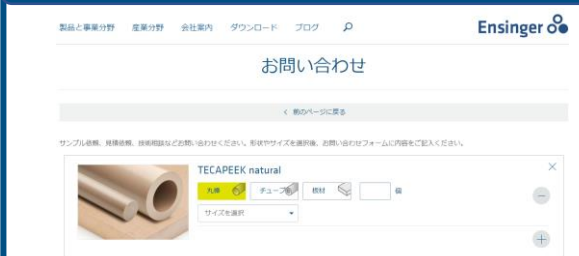 製品と事業分野 産業分野 会社案内 ダウンロード ブログ
Ensinger
お問い合わせ
< 前のページに戻る
サンプル依頼、見積依頼、技術相談などお問い合わせください。形状やサイズを選択後、お問い合わせフォームに内容をご記入ください。
TECAPEEK natural
丸棒 チューブ 板材 個
サイズを選択